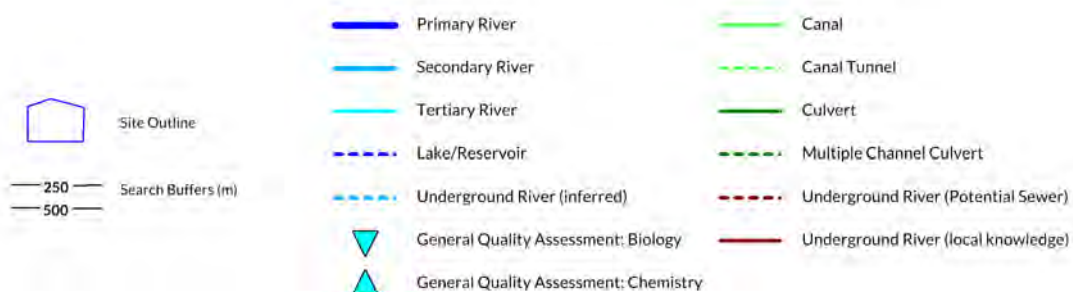 Site Outline
250
500
Search Buffers (m)
Primary River
Secondary River
Tertiary River
Lake/Reservoir
Underground River (inferred)
General Quality Assessment: Biology
General Quality Assessment: Chemistry
Canal
Canal Tunnel
Culvert
Multiple Channel Culvert
Underground River (Potential Sewer)
Underground River (local knowledge)